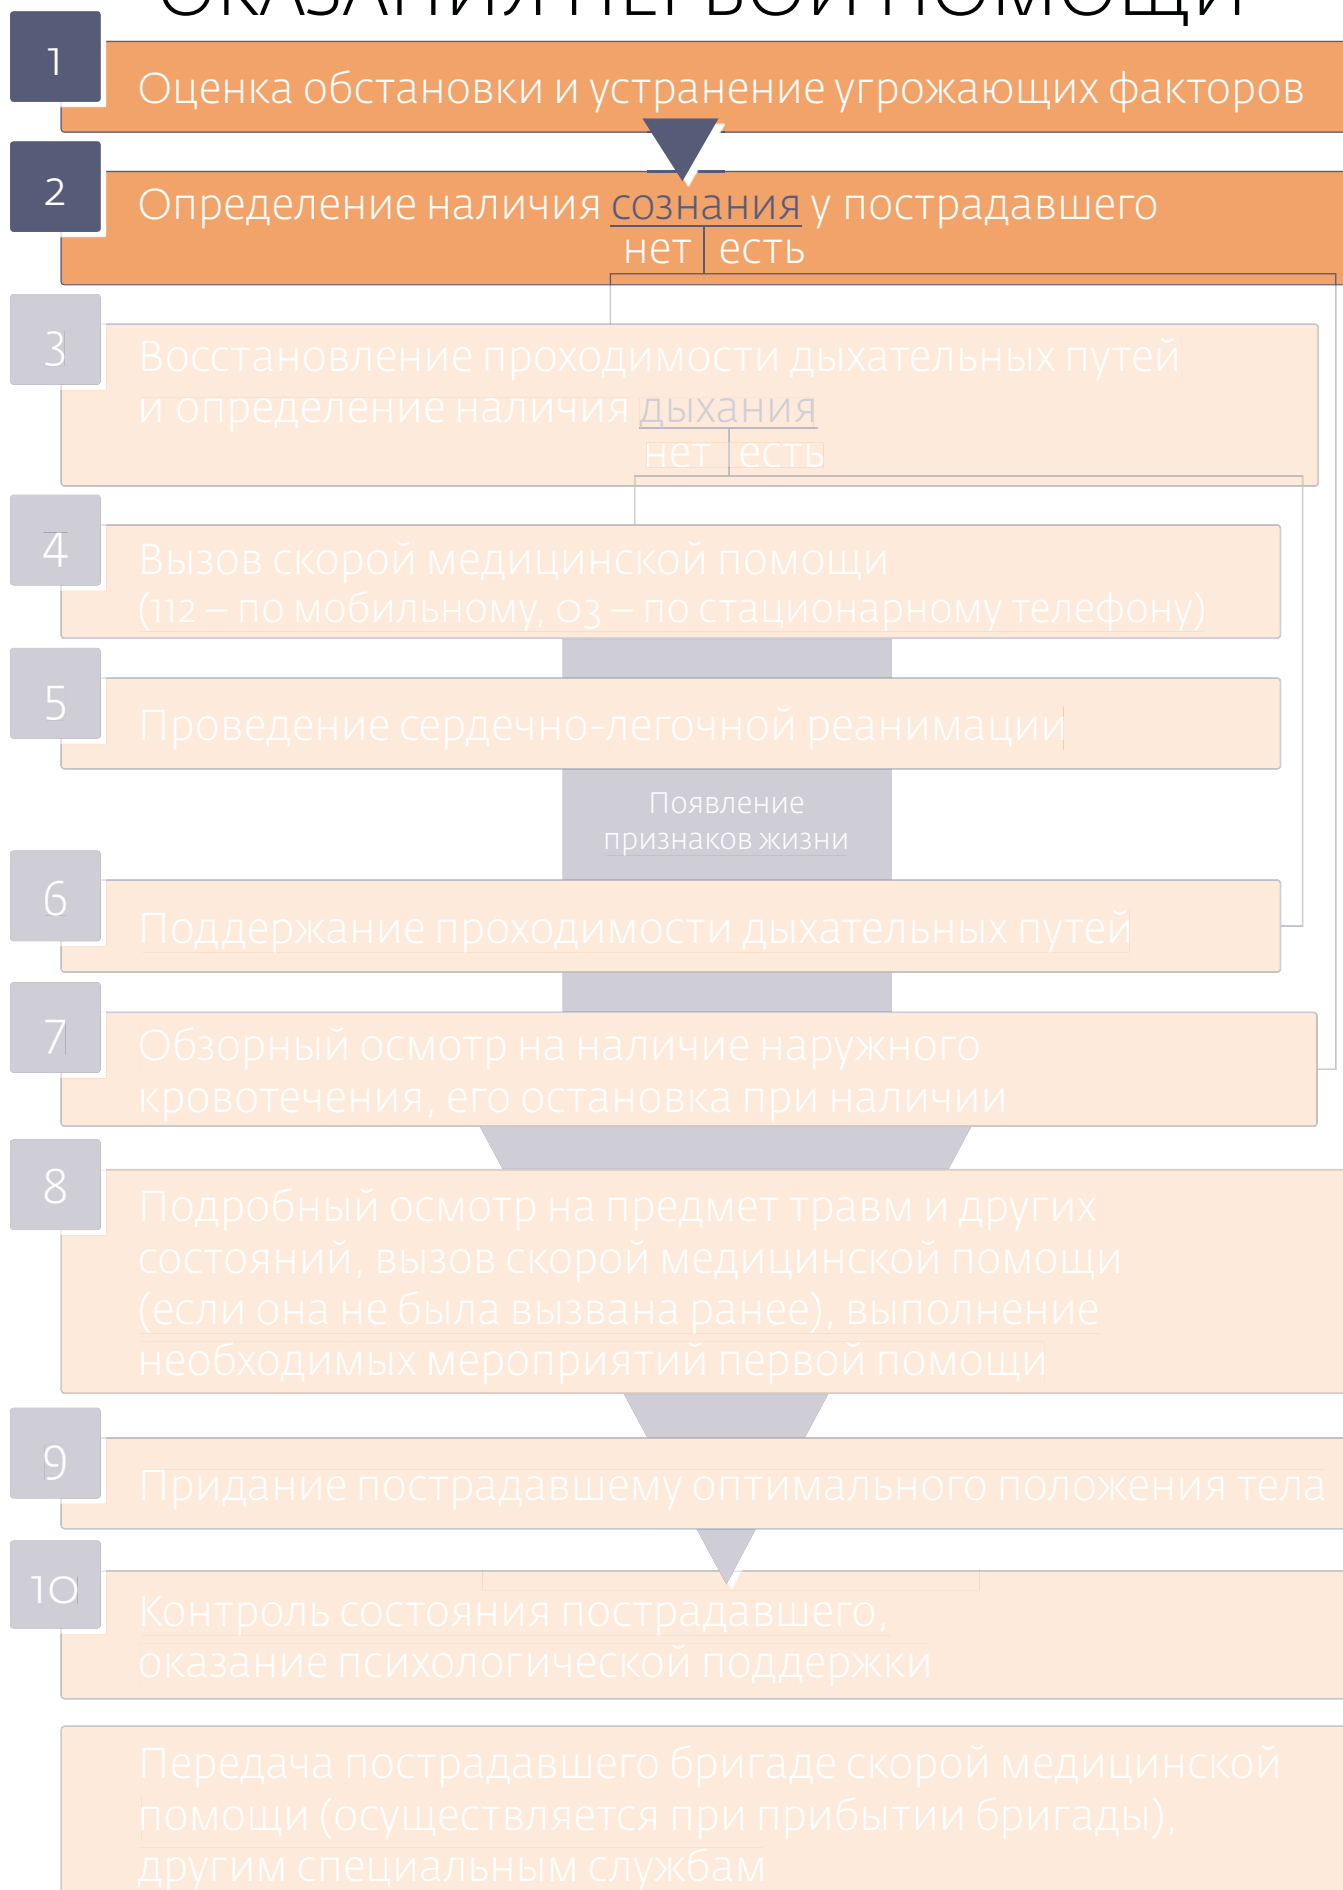 ОКАЗАНИЯ ПЕРВОЙ ПОМОЩИ
1
Оценка обстановки и устранение угрожающих факторов
2
Определение наличия сознания у пострадавшего
нет есть
3
Восстановление проходимости дыхательных путей
и определение наличия дыхания
нет есть
4
Вызов скорой медицинской помощи
(112 – по мобильному, 03 – по стационарному телефону)
5
Проведение сердечно-легочной реанимации
Появление
признаков жизни
6
Поддержание проходимости дыхательных путей
7
Обзорный осмотр на наличие наружного
кровотечения, его остановка при наличии
8
Подробный осмотр на предмет травм и других
состояний, вызов скорой медицинской помощи
(если она не была вызвана ранее), выполнение
необходимых мероприятий первой помощи
9
Придание пострадавшему оптимального положения тела
10
Контроль состояния пострадавшего,
оказание психологической поддержки
Передача пострадавшего бригаде скорой медицинской
помощи (осуществляется при прибытии бригады),
другим специальным службам